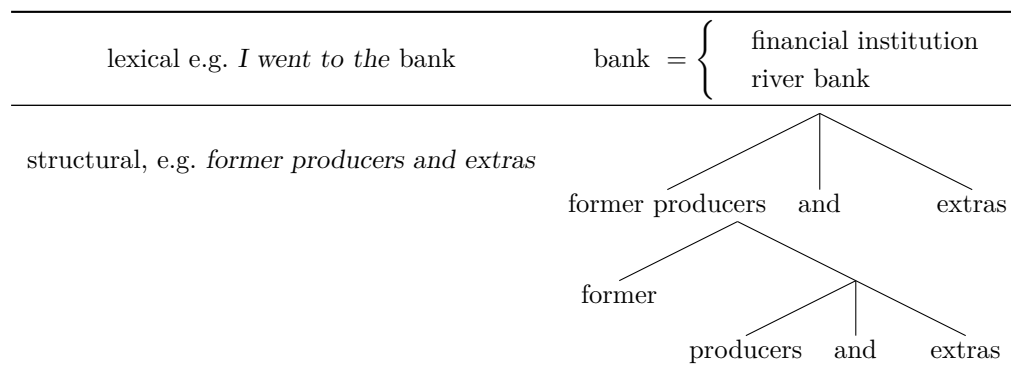 lexical e.g. I went to the bank bank = { financial institution
river bank
structural, e.g. former producers and extras
former producers and extras
former
producers and extras